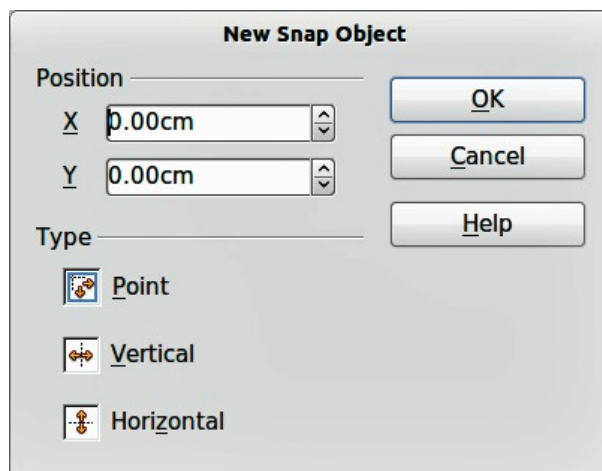 New Snap Object
Position
X 0.00cm
Y 0.00cm
OK
Cancel
Help
Type
Point
Vertical
Horizontal